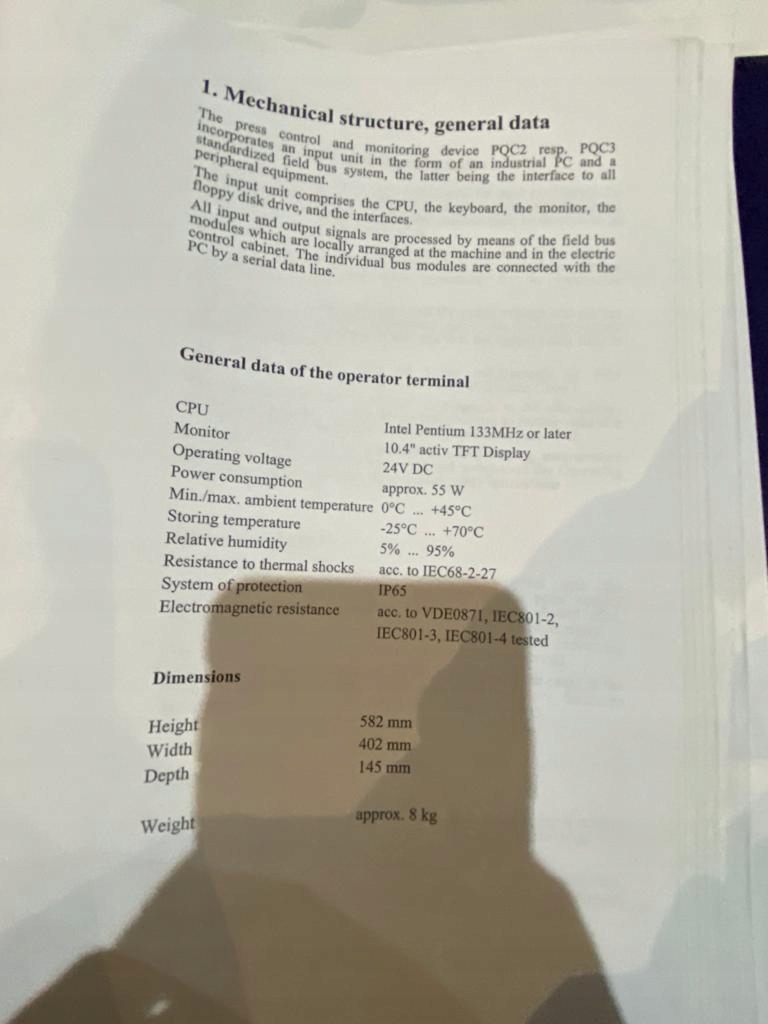 1. Mechanical structure, general data
The press control and monitoring device PQC2 resp. PQC3
incorporates an input unit in the form of an industrial PC and a
standardized field bus system, the latter being the interface to all
peripheral equipment.
The input unit comprises the CPU, the keyboard, the monitor, the
floppy disk drive, and the interfaces.
All input and output signals are processed by means of the field bus
modules which are locally arranged at the machine and in the electric
control cabinet. The individual bus modules are connected with the
PC by a serial data line.
General data of the operator terminal
CPU Intel Pentium 133MHz or later
Monitor 10.4" activ TFT Display
Operating voltage 24V DC
Power consumption approx. 55 W
Min./max. ambient temperature 0°C ... +45°C
Storing temperature -25°C ... +70°C
Relative humidity 5% ... 95%
Resistance to thermal shocks acc. to IEC68-2-27
System of protection IP65
Electromagnetic resistance acc. to VDE0871, IEC801-2,
IEC801-3, IEC801-4 tested
Dimensions
Height 582 mm
Width 402 mm
Depth 145 mm
Weight approx. 8 kg